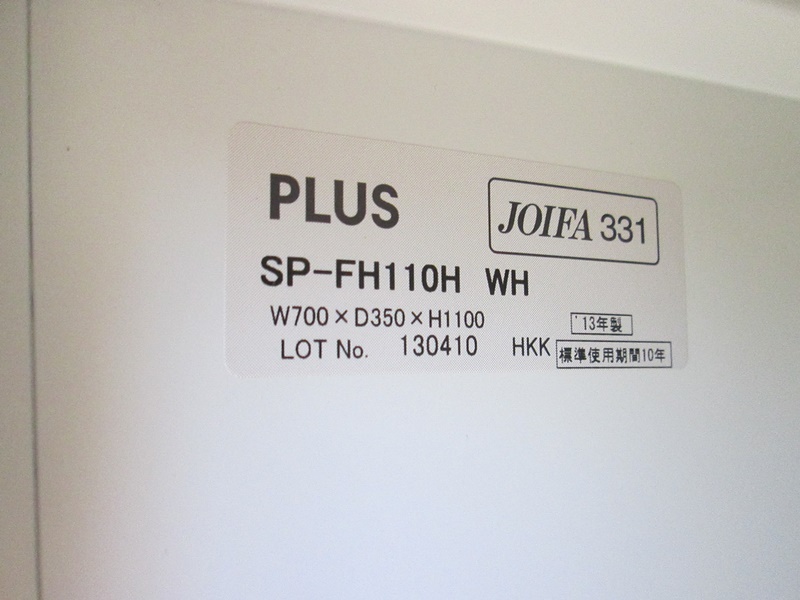 PLUS
JOIFA 331
SP-FH110H WH
W700×D350×H1100
'13年製
LOT No. 130410 HKK
標準使用期間10年